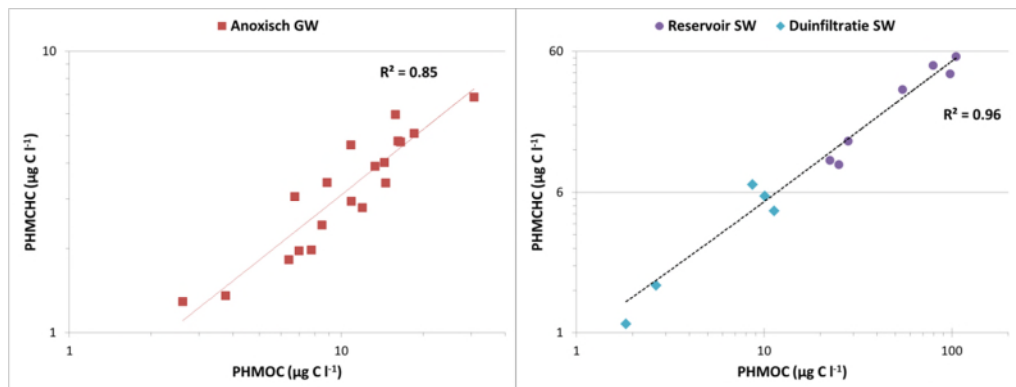 Anoxisch GW
10
R² = 0.85
PHMCHC (µg C l⁻¹)
1
1
10
PHMOC (µg C l⁻¹)
Reservoir SW
Duinfiltratie SW
60
R² = 0.96
PHMCHC (µg C l⁻¹)
6
1
1
10
100
PHMOC (µg C l⁻¹)